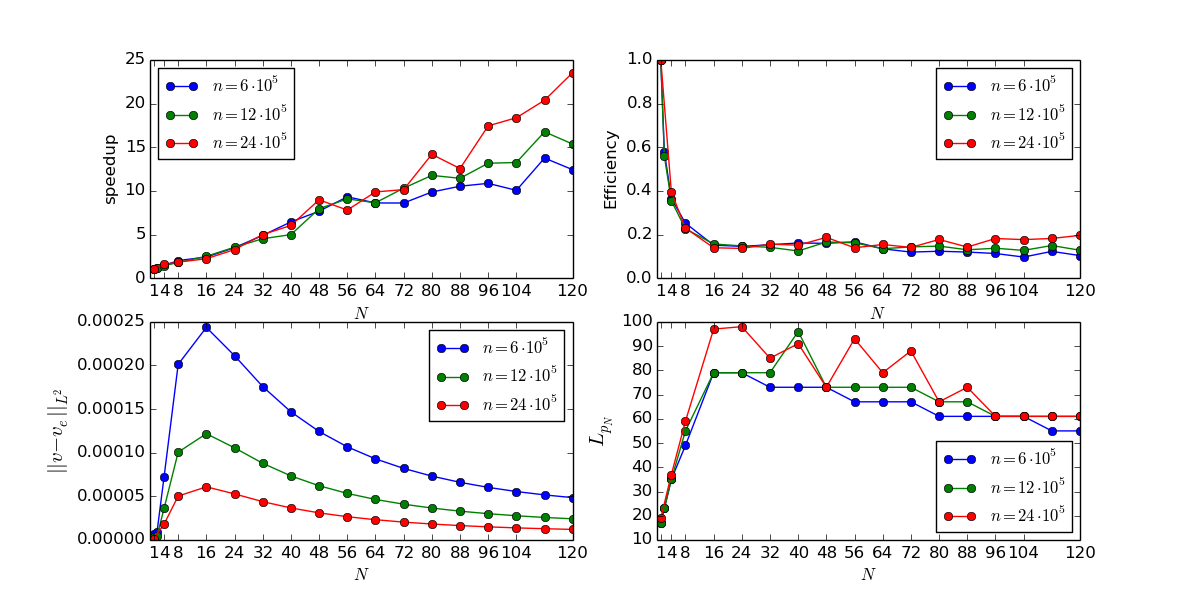 25
20
15
10
5
0
speedup
n = 6 · 10^5
n = 12 · 10^5
n = 24 · 10^5
1 4 8 16 24 32 40 48 56 64 72 80 88 96 104 120
N
1.0
0.8
0.6
0.4
0.2
0.0
Efficiency
n = 6 · 10^5
n = 12 · 10^5
n = 24 · 10^5
1 4 8 16 24 32 40 48 56 64 72 80 88 96 104 120
N
0.00025
0.00020
0.00015
0.00010
0.00005
0.00000
||v−v_e||_{L^2}
n = 6 · 10^5
n = 12 · 10^5
n = 24 · 10^5
1 4 8 16 24 32 40 48 56 64 72 80 88 96 104 120
N
100
90
80
70
60
50
40
30
20
10
L_{p_N}
n = 6 · 10^5
n = 12 · 10^5
n = 24 · 10^5
1 4 8 16 24 32 40 48 56 64 72 80 88 96 104 120
N